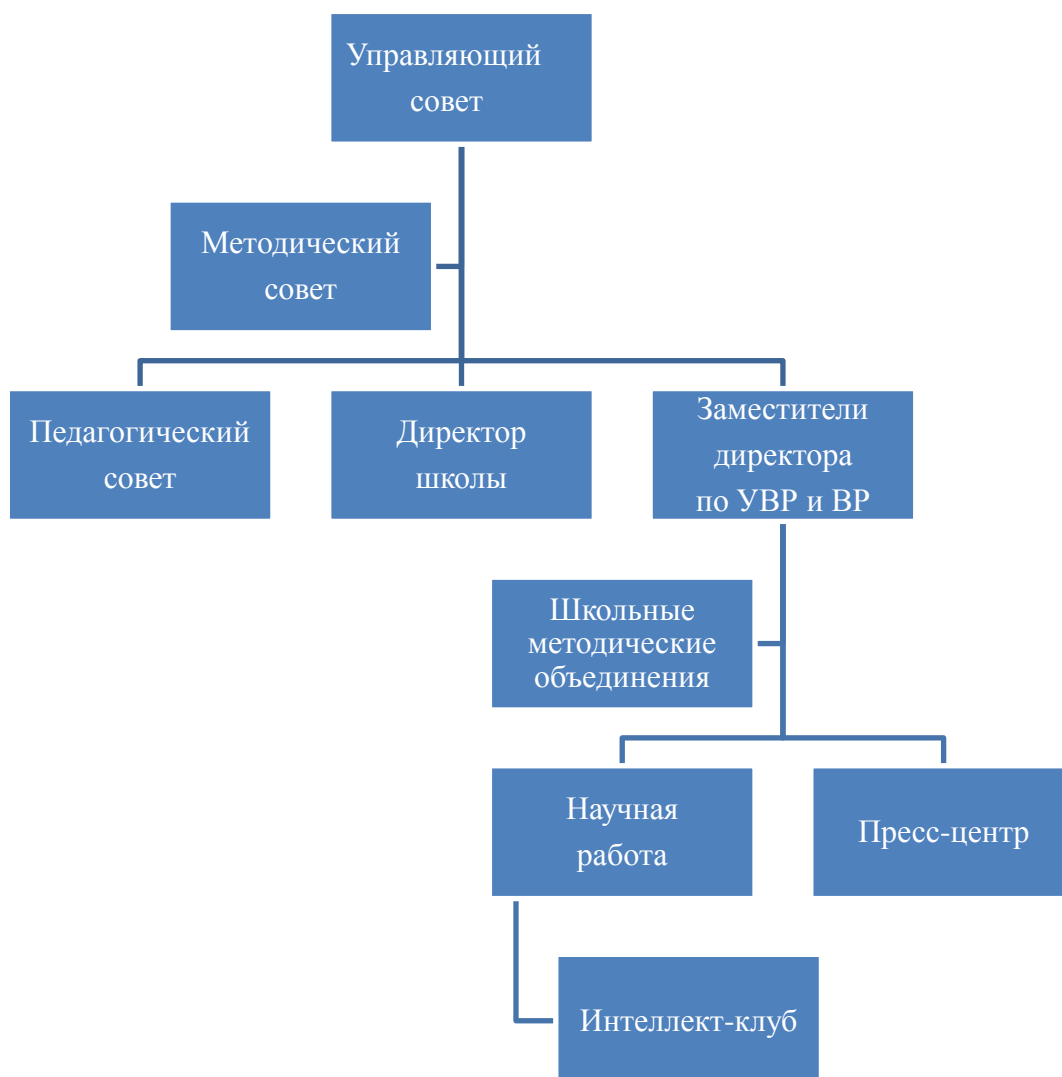 Управляющий
совет
Методический
совет
Педагогический
совет
Директор
школы
Заместители
директора
по УВР и ВР
Школьные
методические
объединения
Научная
работа
Пресс-центр
Интеллект-клуб